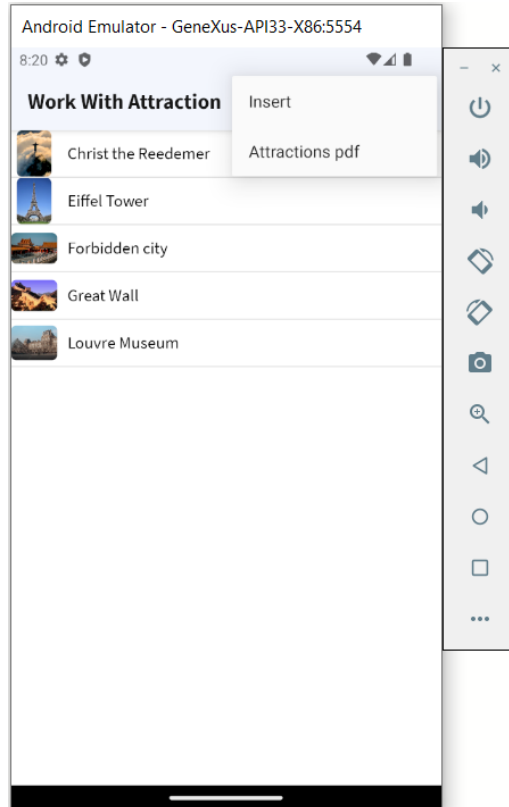 Android Emulator - GeneXus-API33-X86:5554
8:20
Work With Attraction
Insert
Attractions pdf
Christ the Reedemer
Eiffel Tower
Forbidden city
Great Wall
Louvre Museum